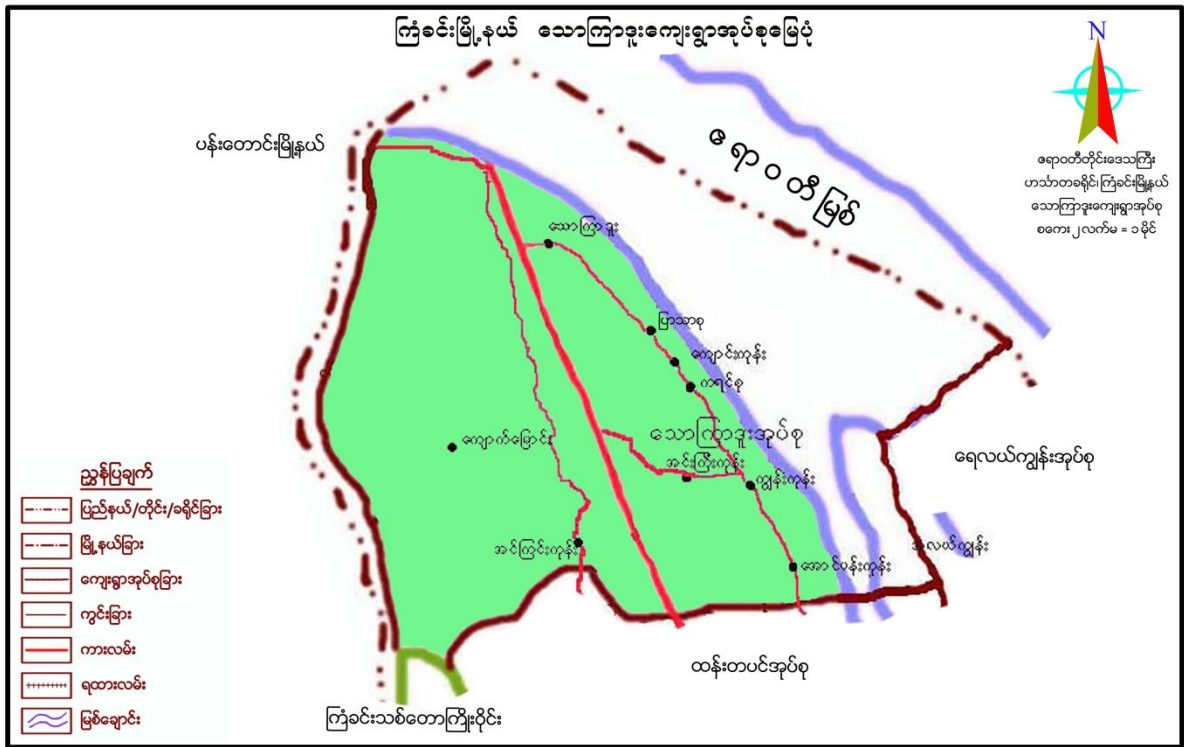 ကြံခင်းမြို့နယ် သောကြာဒူးကျေးရွာအုပ်စုမြေပုံ
N
ပန်းတောင်းမြို့နယ်
ဧရာဝတီမြစ်
ဧရာဝတီတိုင်းဒေသကြီး
ဟင်္သာတခရိုင်၊ကြံခင်းမြို့နယ်
သောကြာဒူးကျေးရွာအုပ်စု
စကေး၂လက်မ = ၁မိုင်
သောကြာဒူး
ပြာသာစု
ကျောင်းကုန်း
ကရင်စု
သောကြာဒူးအုပ်စု
ကျောက်မြောင်း
အင်းကြီးကုန်း
ကျွန်းကုန်း
ရေလယ်ကျွန်းအုပ်စု
အင်ကြင်းကုန်း
အောင်ပန်းကုန်း
ထန်းတပင်အုပ်စု
ကြံခင်းသစ်တောကြိုးဝိုင်း
ညွှန်ပြချက်
ပြည်နယ်/တိုင်း/ခရိုင်ခြား
မြို့နယ်ခြား
ကျေးရွာအုပ်စုခြား
ကွင်းခြား
ကားလမ်း
ရထားလမ်း
မြစ်ချောင်း